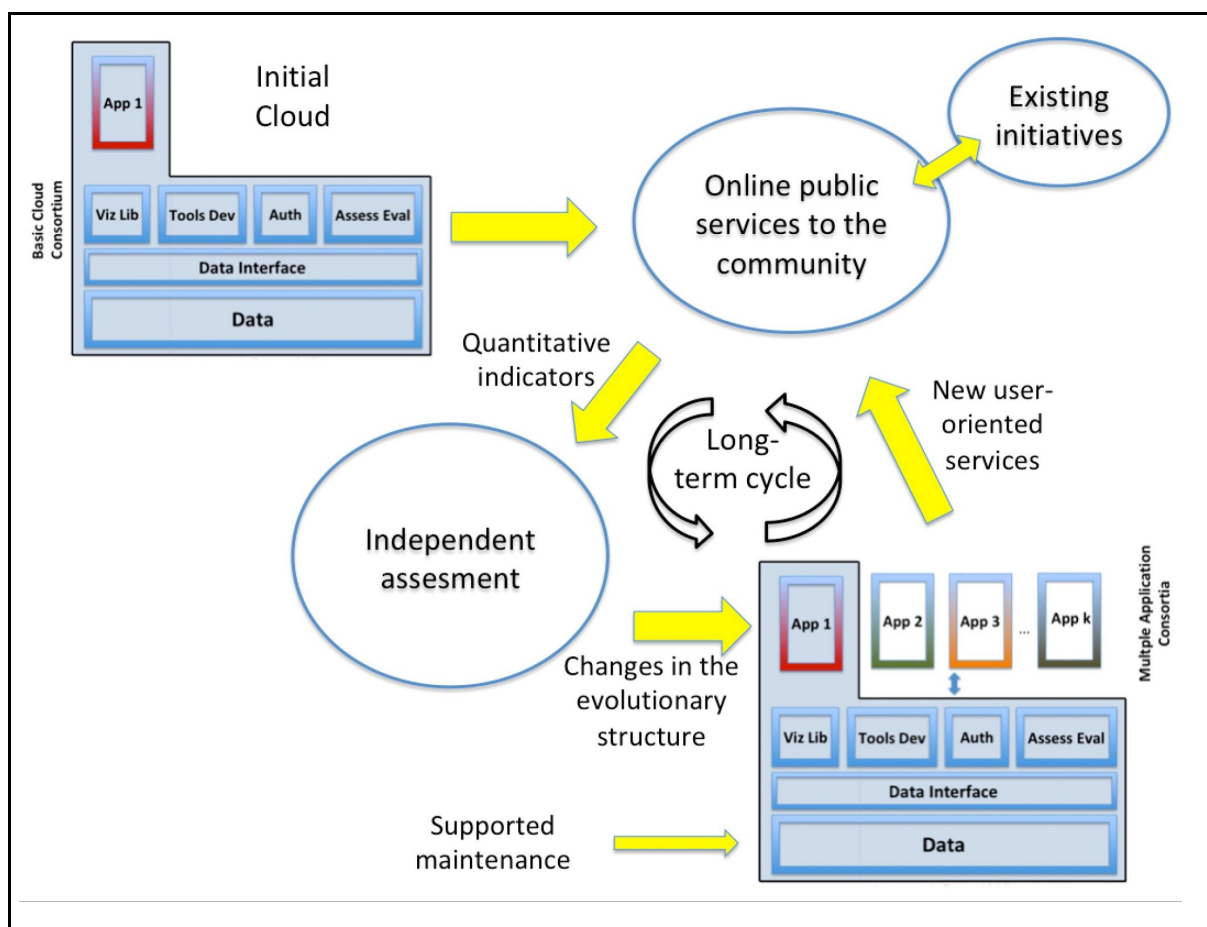 Initial
Cloud
App 1
Basic Cloud
Consortium
Viz Lib
Tools Dev
Auth
Assess Eval
Data Interface
Data
Existing
initiatives
Online public
services to the
community
Quantitative
indicators
New user-
oriented
services
Long-
term cycle
Independent
assesment
Changes in the
evolutionary
structure
App 1
App 2
App 3
...
App k
Multple Application
Consortia
Viz Lib
Tools Dev
Auth
Assess Eval
Data Interface
Data
Supported
maintenance